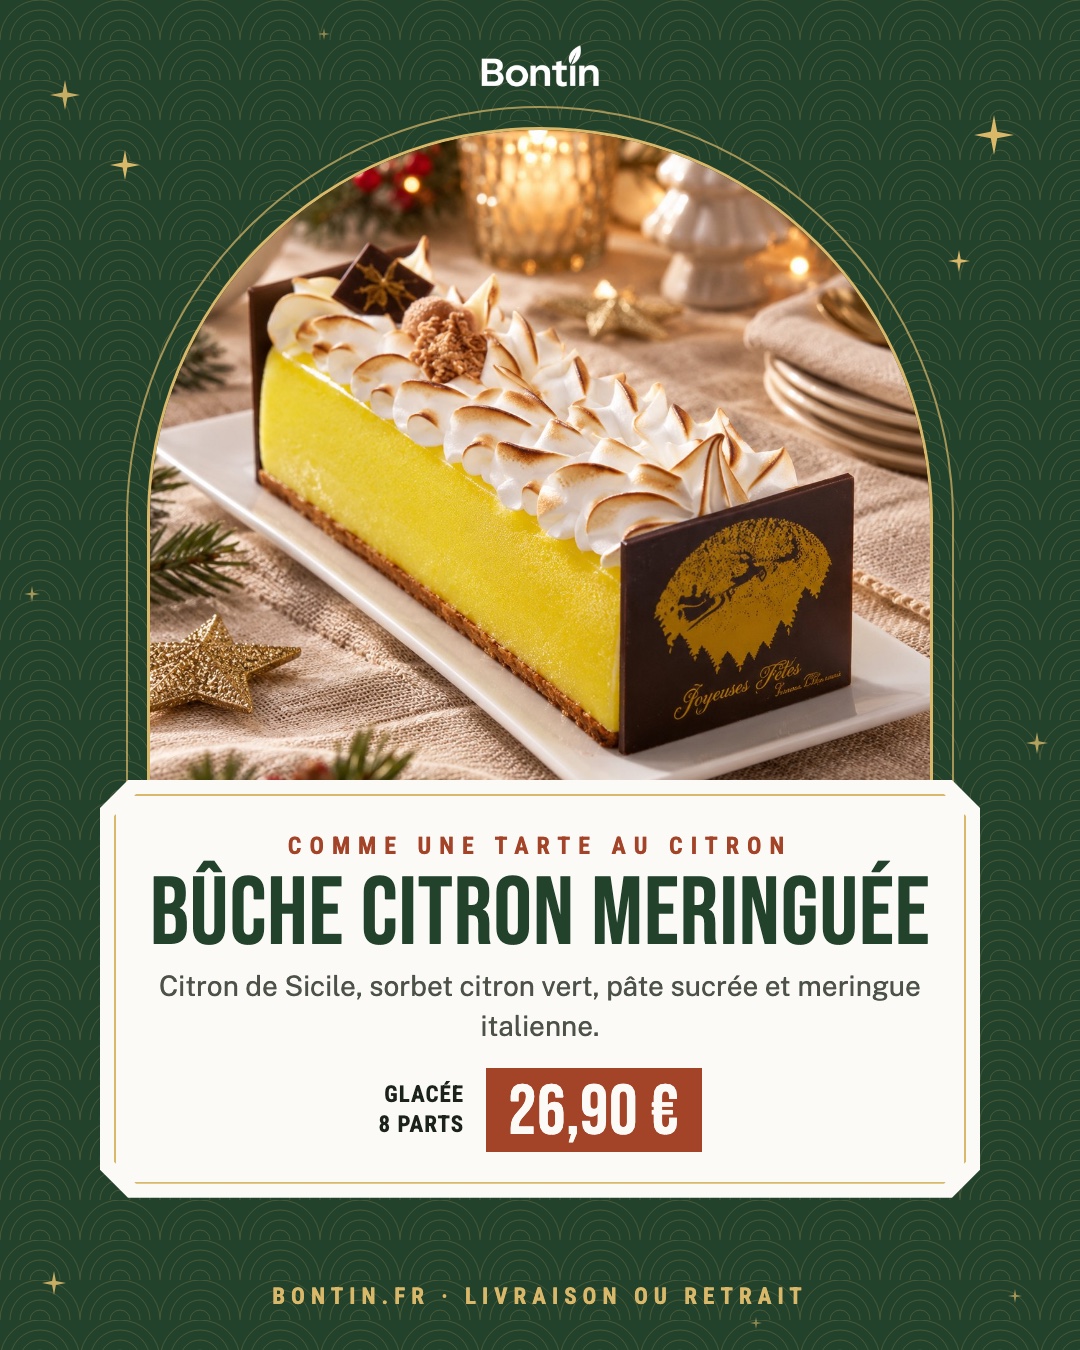 Bontin
Joyeuses Fêtes
COMME UNE TARTE AU CITRON
BÛCHE CITRON MERINGUÉE
Citron de Sicile, sorbet citron vert, pâte sucrée et meringue
italienne.
GLACÉE
8 PARTS
26,90 €
BONTIN.FR · LIVRAISON OU RETRAIT